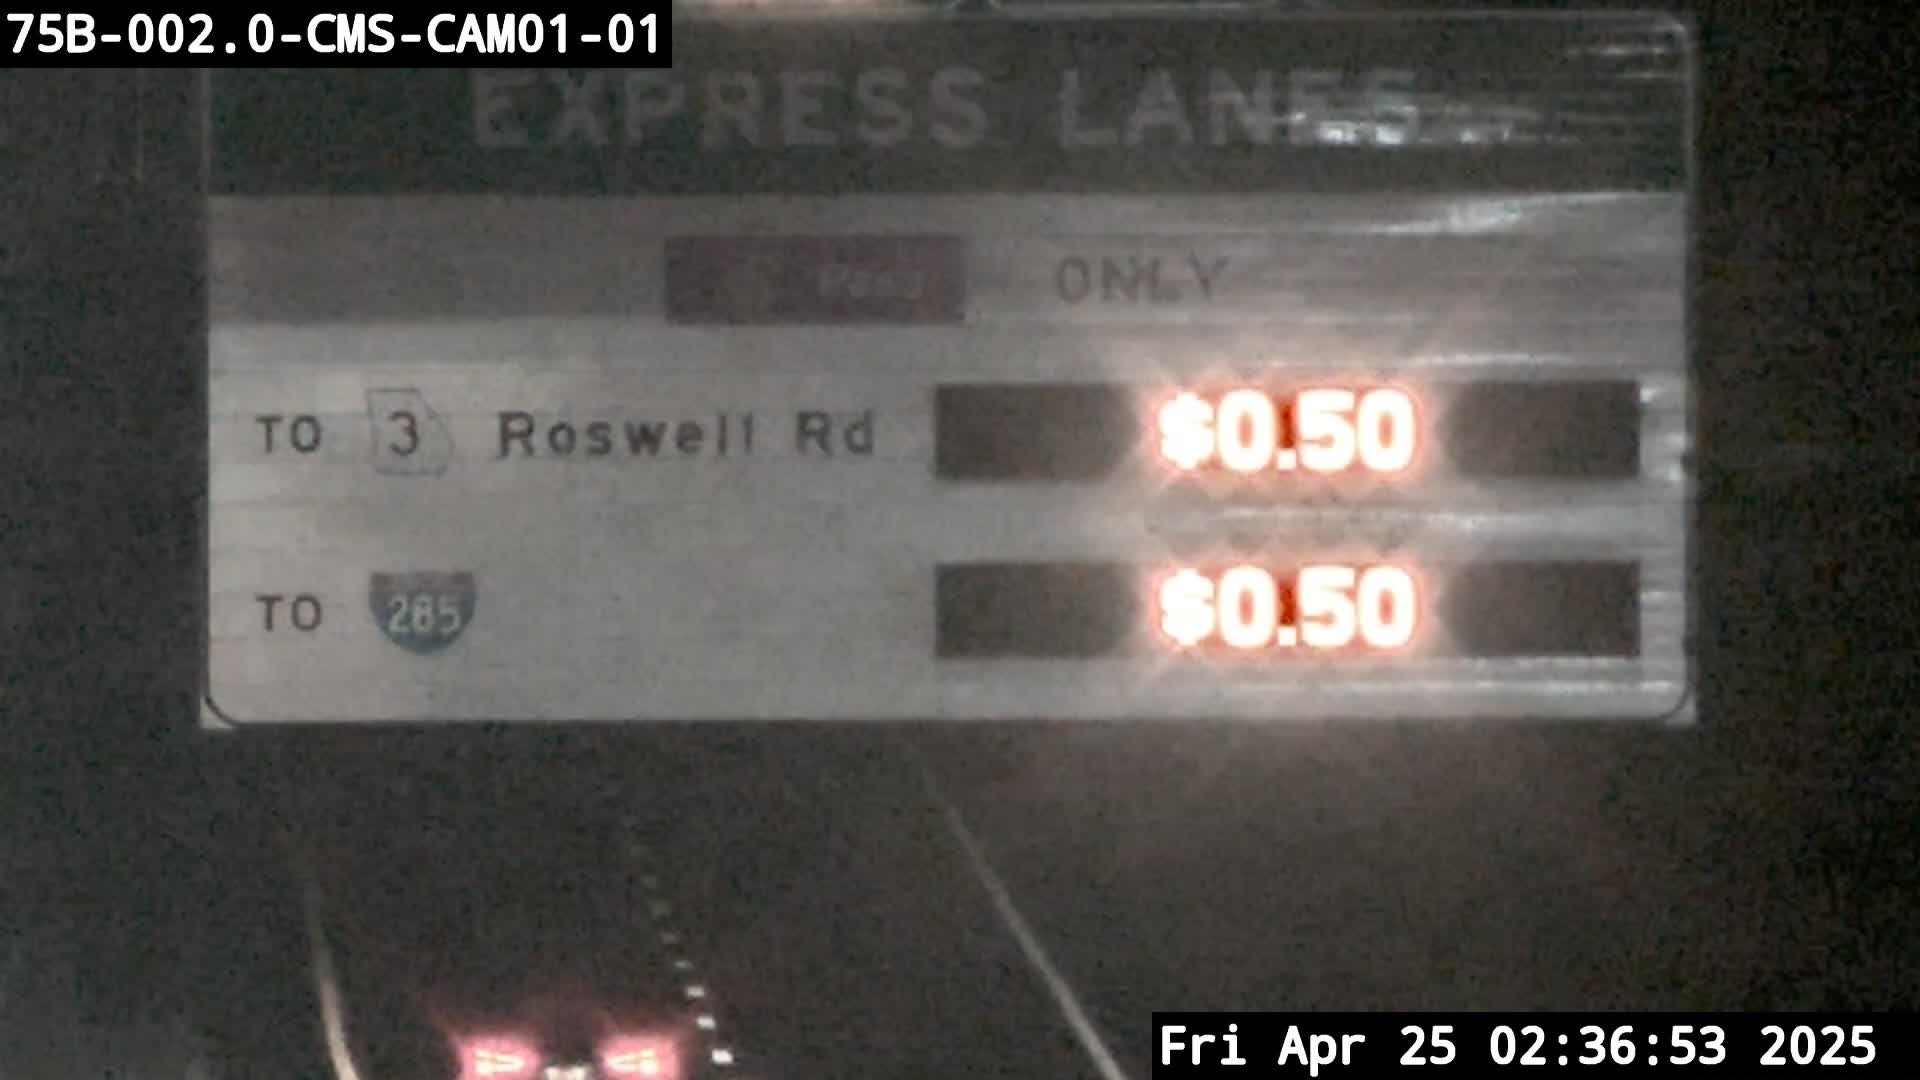 75B-002.0-CMS-CAM01-01
EXPRESS LANES
Pass ONLY
TO 3 Roswell Rd $0.50
TO 285 $0.50
Fri Apr 25 02:36:53 2025